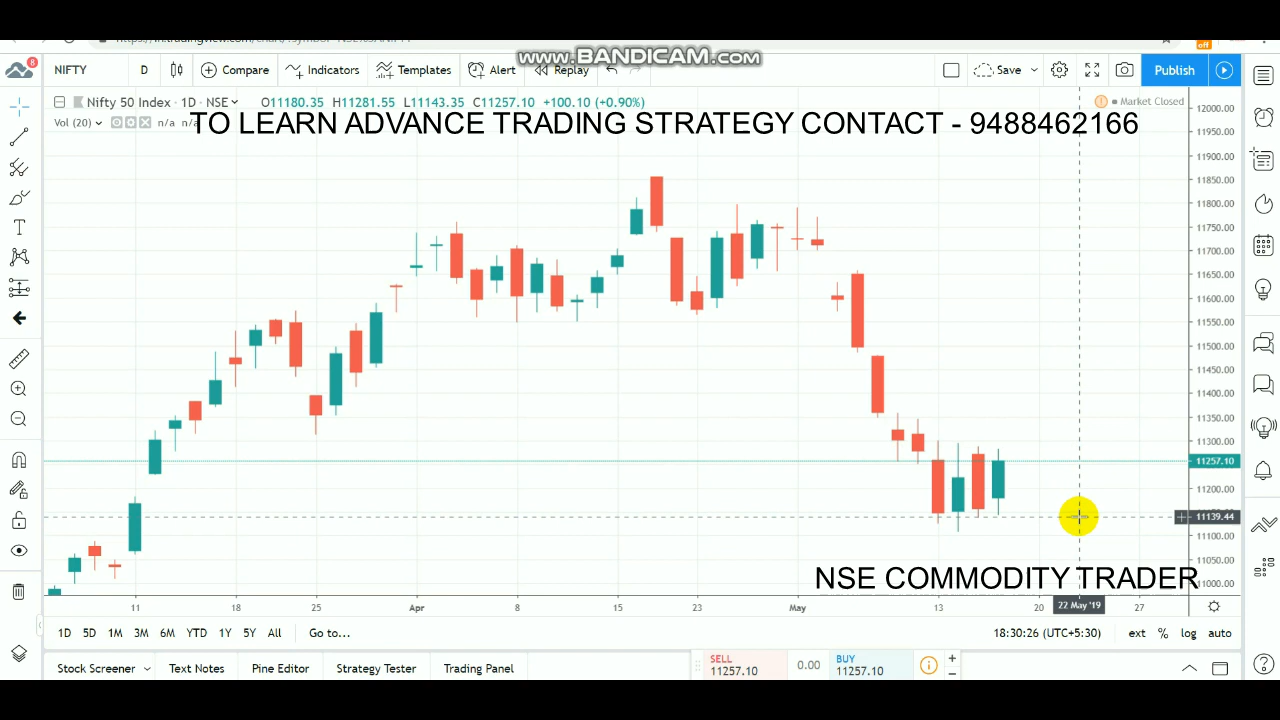 www.BANDICAM.com
8
NIFTY
D
Compare
Indicators
Templates
Alert
Replay
Save
Publish
off
Nifty 50 Index · 1D · NSE
O11180.35 H11281.55 L11143.35 C11257.10 +100.10 (+0.90%)
Market Closed
Vol (20) n/a n/a
TO LEARN ADVANCE TRADING STRATEGY CONTACT - 9488462166
12000.00
11950.00
11900.00
11850.00
11800.00
11750.00
11700.00
11650.00
11600.00
11550.00
11500.00
11450.00
11400.00
11350.00
11300.00
11257.10
11200.00
11139.44
11100.00
11050.00
11000.00
NSE COMMODITY TRADER
11 18 25 Apr 8 15 23 May 13 20 22 May '19 27
1D 5D 1M 3M 6M YTD 1Y 5Y All Go to...
18:30:26 (UTC+5:30) ext % log auto
Stock Screener
Text Notes
Pine Editor
Strategy Tester
Trading Panel
SELL
11257.10
0.00
BUY
11257.10